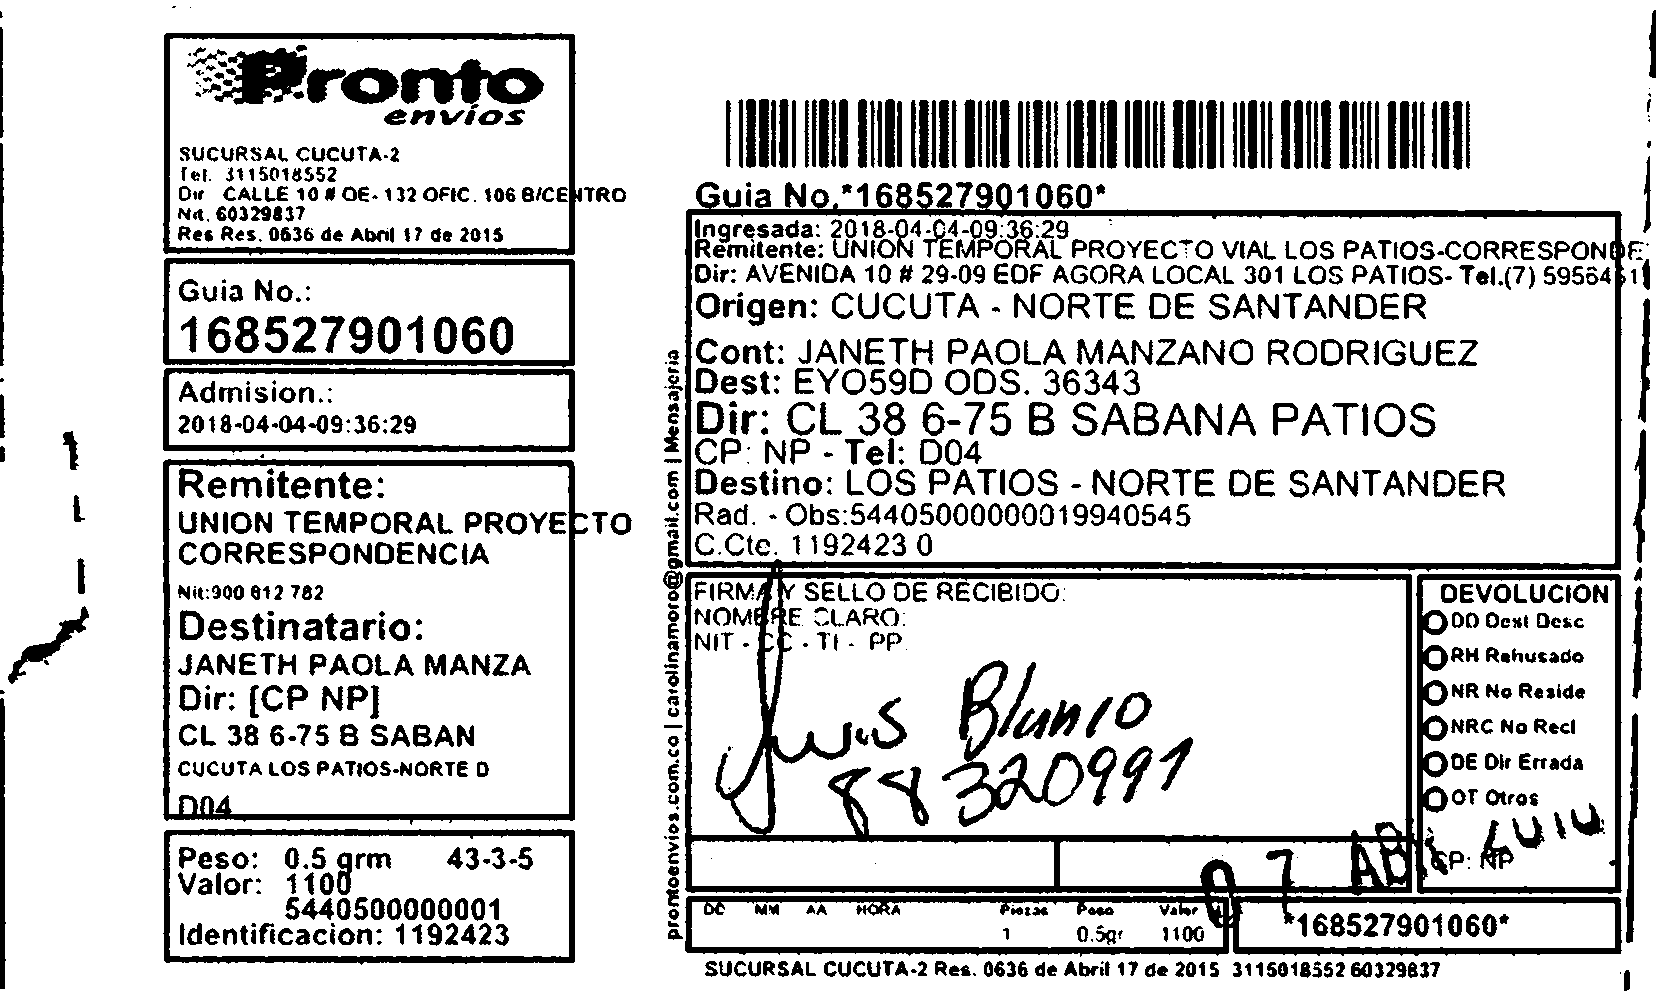 Pronto
envíos
SUCURSAL CUCUTA-2
Tel. 3115018552
Dir CALLE 10 # OE- 132 OFIC. 106 B/CENTRO
Nit. 60329837
Res Res. 0636 de Abril 17 de 2015
Guia No.:
168527901060
Admision.:
2018-04-04-09:36:29
Remitente:
UNION TEMPORAL PROYECTO
CORRESPONDENCIA
Nit:900 812 782
Destinatario:
JANETH PAOLA MANZA
Dir: [CP NP]
CL 38 6-75 B SABAN
CUCUTA LOS PATIOS-NORTE D
D04
Peso: 0.5 grm 43-3-5
Valor: 1100
5440500000001
Identificacion: 1192423
prontoenvios.com.co | carolinamoro@gmail.com | Mensajeria
Guia No.*168527901060*
Ingresada: 2018-04-04-09:36:29
Remitente: UNION TEMPORAL PROYECTO VIAL LOS PATIOS-CORRESPONDE
Dir: AVENIDA 10 # 29-09 EDF AGORA LOCAL 301 LOS PATIOS- Tel.(7) 5956461
Origen: CUCUTA - NORTE DE SANTANDER
Cont: JANETH PAOLA MANZANO RODRIGUEZ
Dest: EYO59D ODS. 36343
Dir: CL 38 6-75 B SABANA PATIOS
CP: NP - Tel: D04
Destino: LOS PATIOS - NORTE DE SANTANDER
Rad. - Obs:54405000000019940545
C.Cte. 1192423 0
FIRMA Y SELLO DE RECIBIDO:
NOMBRE CLARO:
NIT - CC - TI - PP
Luis Blanco
88320991
DEVOLUCION
DD Dest Desc
RH Rehusado
NR No Reside
NRC No Recl
DE Dir Errada
OT Otros
CP: NP
07 ABR
DD MM AA HORA Piezas Peso Valor
1 0.5gr 1100
*168527901060*
SUCURSAL CUCUTA-2 Res. 0636 de Abril 17 de 2015 3115018552 60329837